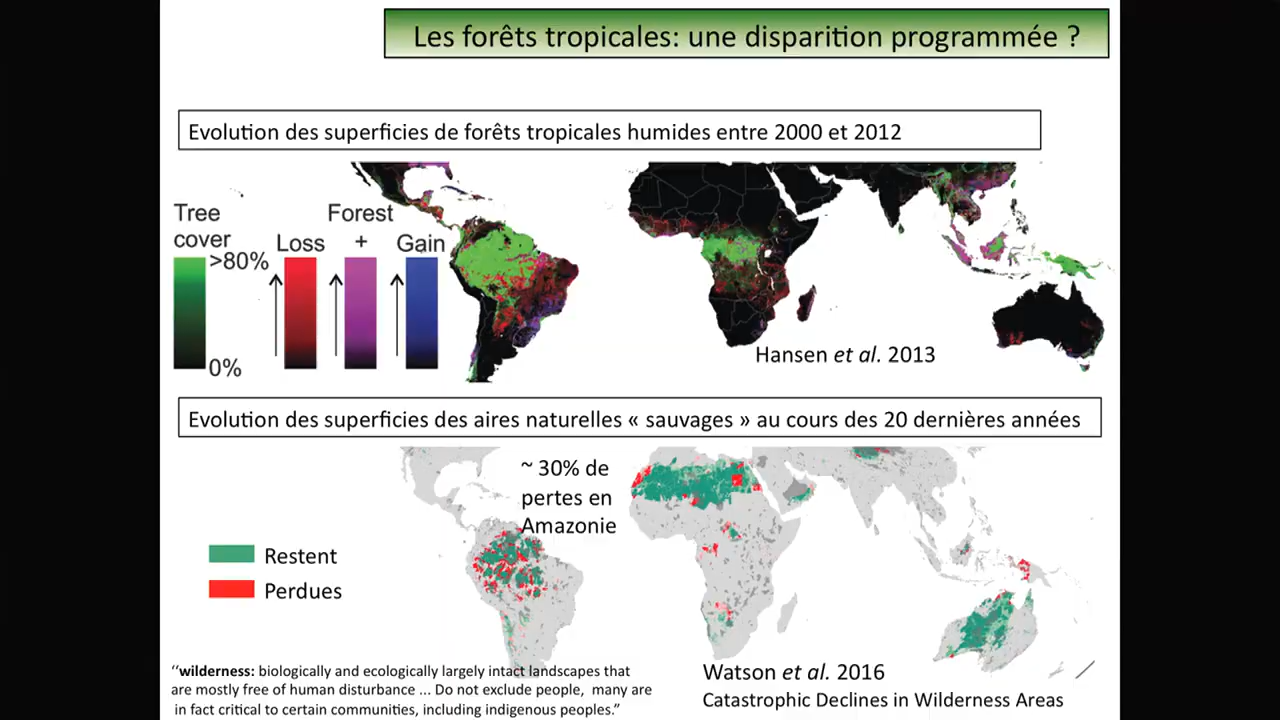 Les forêts tropicales: une disparition programmée ?
Evolution des superficies de forêts tropicales humides entre 2000 et 2012
Tree
cover
Loss
Forest
+
Gain
>80%
0%
Hansen et al. 2013
Evolution des superficies des aires naturelles « sauvages » au cours des 20 dernières années
~ 30% de
pertes en
Amazonie
Restent
Perdues
‘‘wilderness: biologically and ecologically largely intact landscapes that
are mostly free of human disturbance ... Do not exclude people, many are
in fact critical to certain communities, including indigenous peoples.”
Watson et al. 2016
Catastrophic Declines in Wilderness Areas